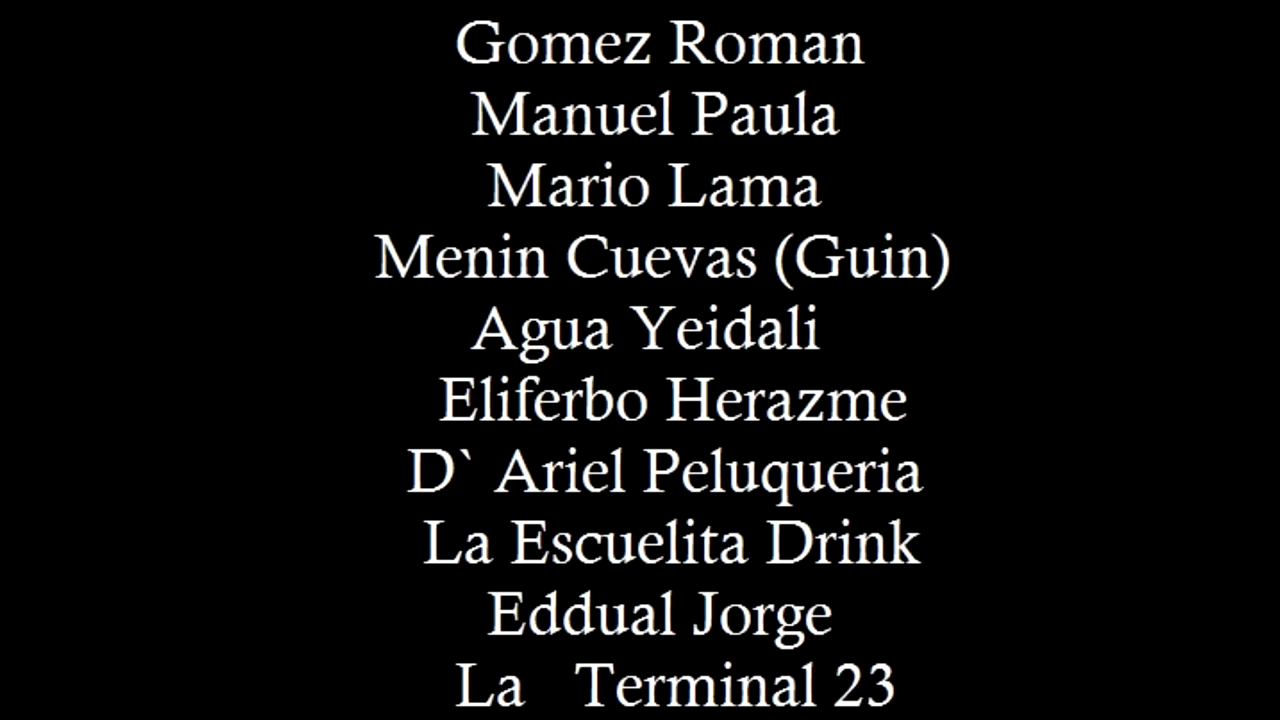 Gomez Roman
Manuel Paula
Mario Lama
Menin Cuevas (Guin)
Agua Yeidali
Eliferbo Herazme
D` Ariel Peluqueria
La Escuelita Drink
Eddual Jorge
La   Terminal 23